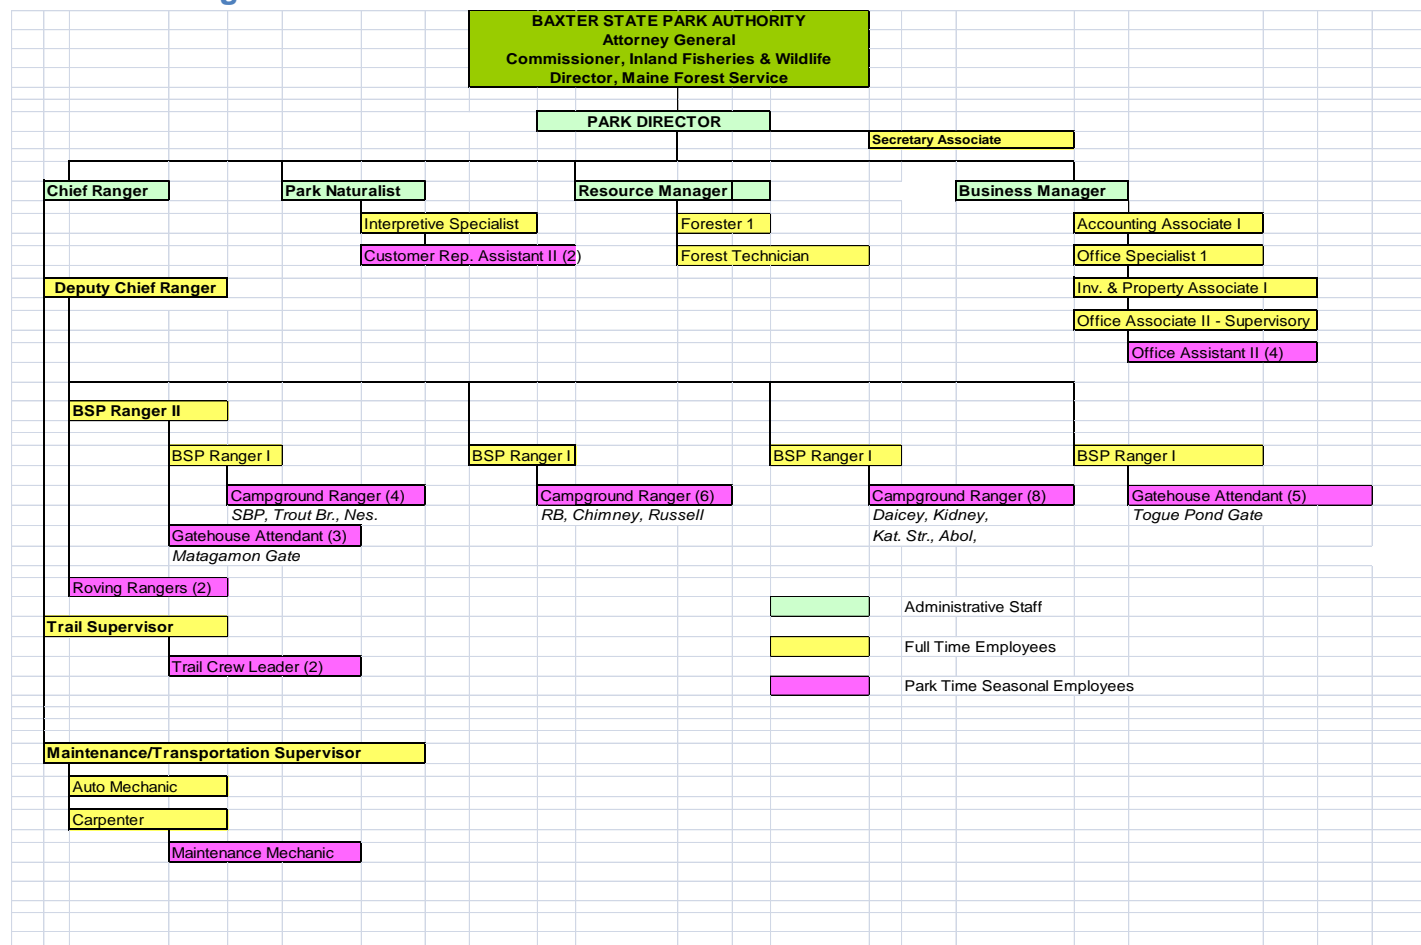 BAXTER STATE PARK AUTHORITY
Attorney General
Commissioner, Inland Fisheries & Wildlife
Director, Maine Forest Service
PARK DIRECTOR
Secretary Associate
Chief Ranger
Park Naturalist
Resource Manager
Business Manager
Interpretive Specialist
Forester 1
Accounting Associate I
Customer Rep. Assistant II (2)
Forest Technician
Office Specialist 1
Deputy Chief Ranger
Inv. & Property Associate I
Office Associate II - Supervisory
Office Assistant II (4)
BSP Ranger II
BSP Ranger I
BSP Ranger I
BSP Ranger I
BSP Ranger I
Campground Ranger (4)
Campground Ranger (6)
Campground Ranger (8)
Gatehouse Attendant (5)
SBP, Trout Br., Nes.
RB, Chimney, Russell
Daicey, Kidney,
Togue Pond Gate
Gatehouse Attendant (3)
Kat. Str., Abol,
Matagamon Gate
Roving Rangers (2)
Administrative Staff
Trail Supervisor
Full Time Employees
Trail Crew Leader (2)
Park Time Seasonal Employees
Maintenance/Transportation Supervisor
Auto Mechanic
Carpenter
Maintenance Mechanic